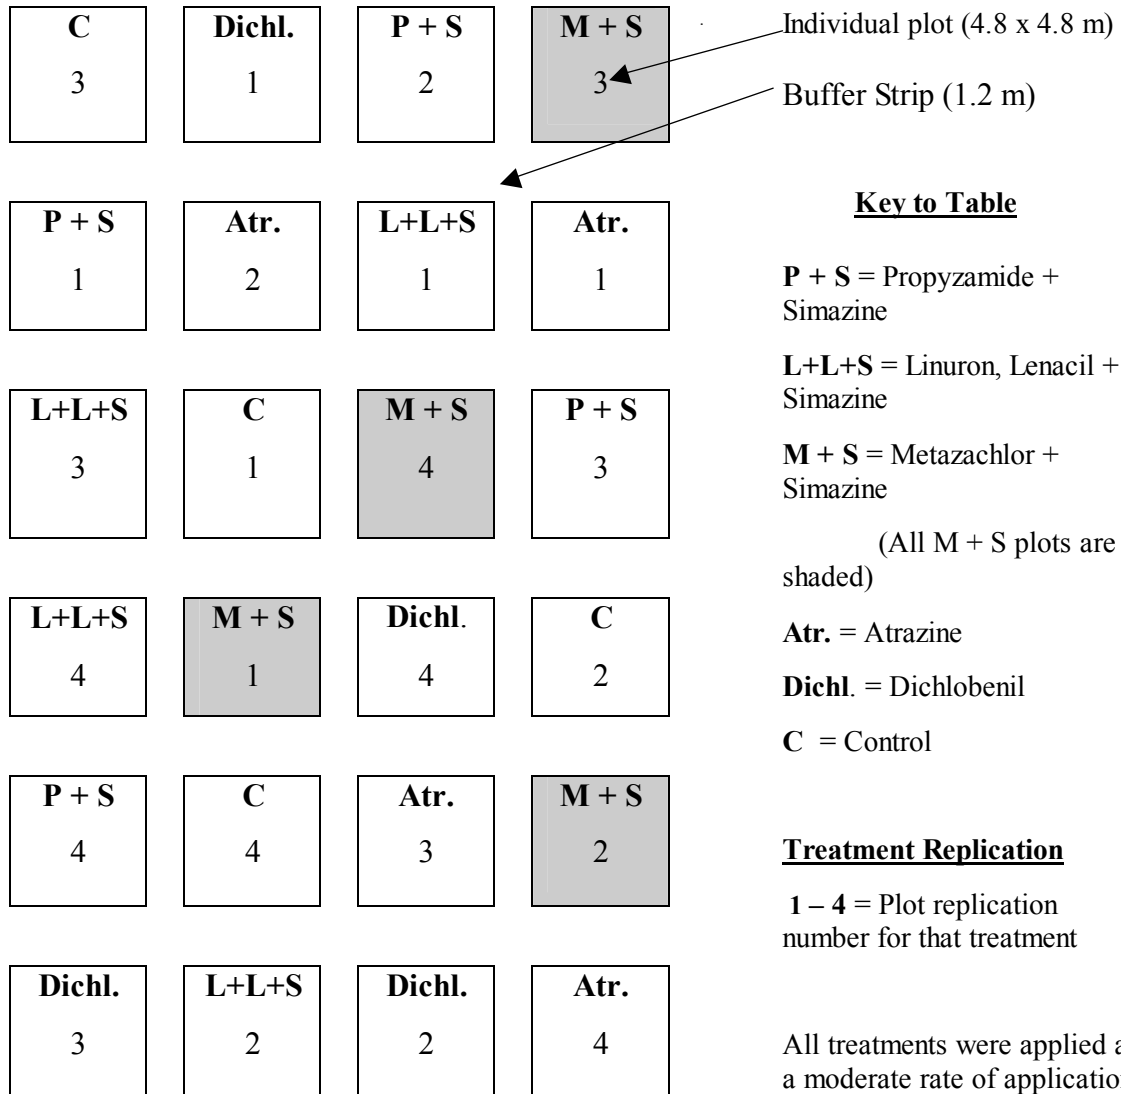 C Dichl. P + S M + S
3 1 2 3
Individual plot (4.8 x 4.8 m)
Buffer Strip (1.2 m)
P + S Atr. L+L+S Atr.
1 2 1 1
L+L+S C M + S P + S
3 1 4 3
L+L+S M + S Dichl. C
4 1 4 2
P + S C Atr. M + S
4 4 3 2
Dichl. L+L+S Dichl. Atr.
3 2 2 4
Key to Table
P + S = Propyzamide +
Simazine
L+L+S = Linuron, Lenacil +
Simazine
M + S = Metazachlor +
Simazine
(All M + S plots are
shaded)
Atr. = Atrazine
Dichl. = Dichlobenil
C = Control
Treatment Replication
1 – 4 = Plot replication
number for that treatment
All treatments were applied
a moderate rate of application